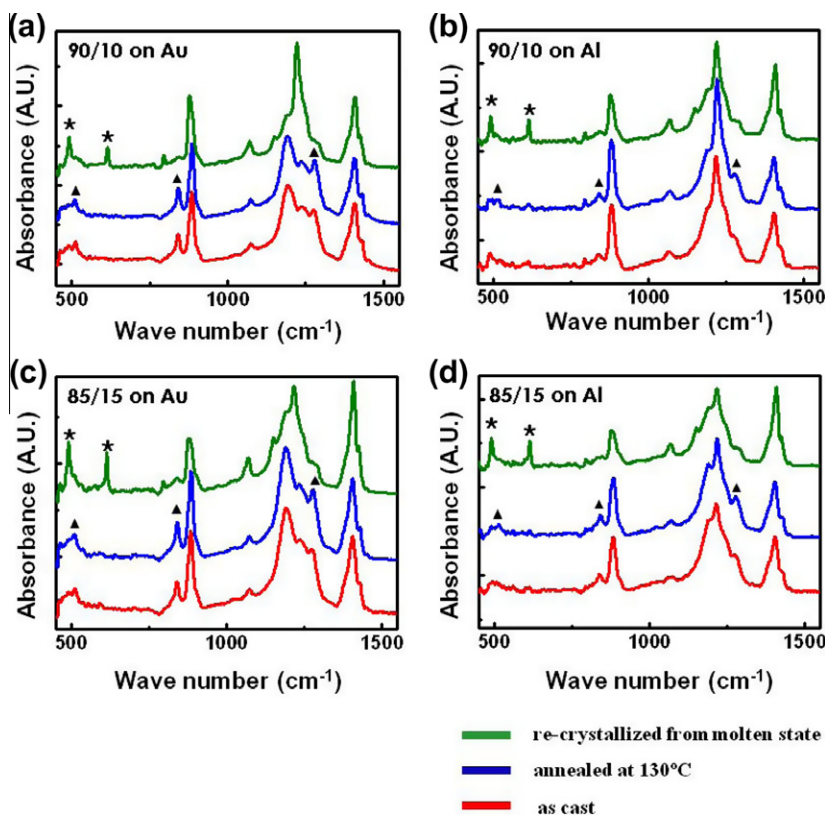 (a)
90/10 on Au
Absorbance (A.U.)
* *
▲ ▲ ▲
500 1000 1500
Wave number (cm⁻¹)
(b)
90/10 on Al
Absorbance (A.U.)
* *
▲ ▲ ▲
500 1000 1500
Wave number (cm⁻¹)
(c)
85/15 on Au
Absorbance (A.U.)
* *
▲ ▲ ▲
500 1000 1500
Wave number (cm⁻¹)
(d)
85/15 on Al
Absorbance (A.U.)
* *
▲ ▲ ▲
500 1000 1500
Wave number (cm⁻¹)
re-crystallized from molten state
annealed at 130°C
as cast